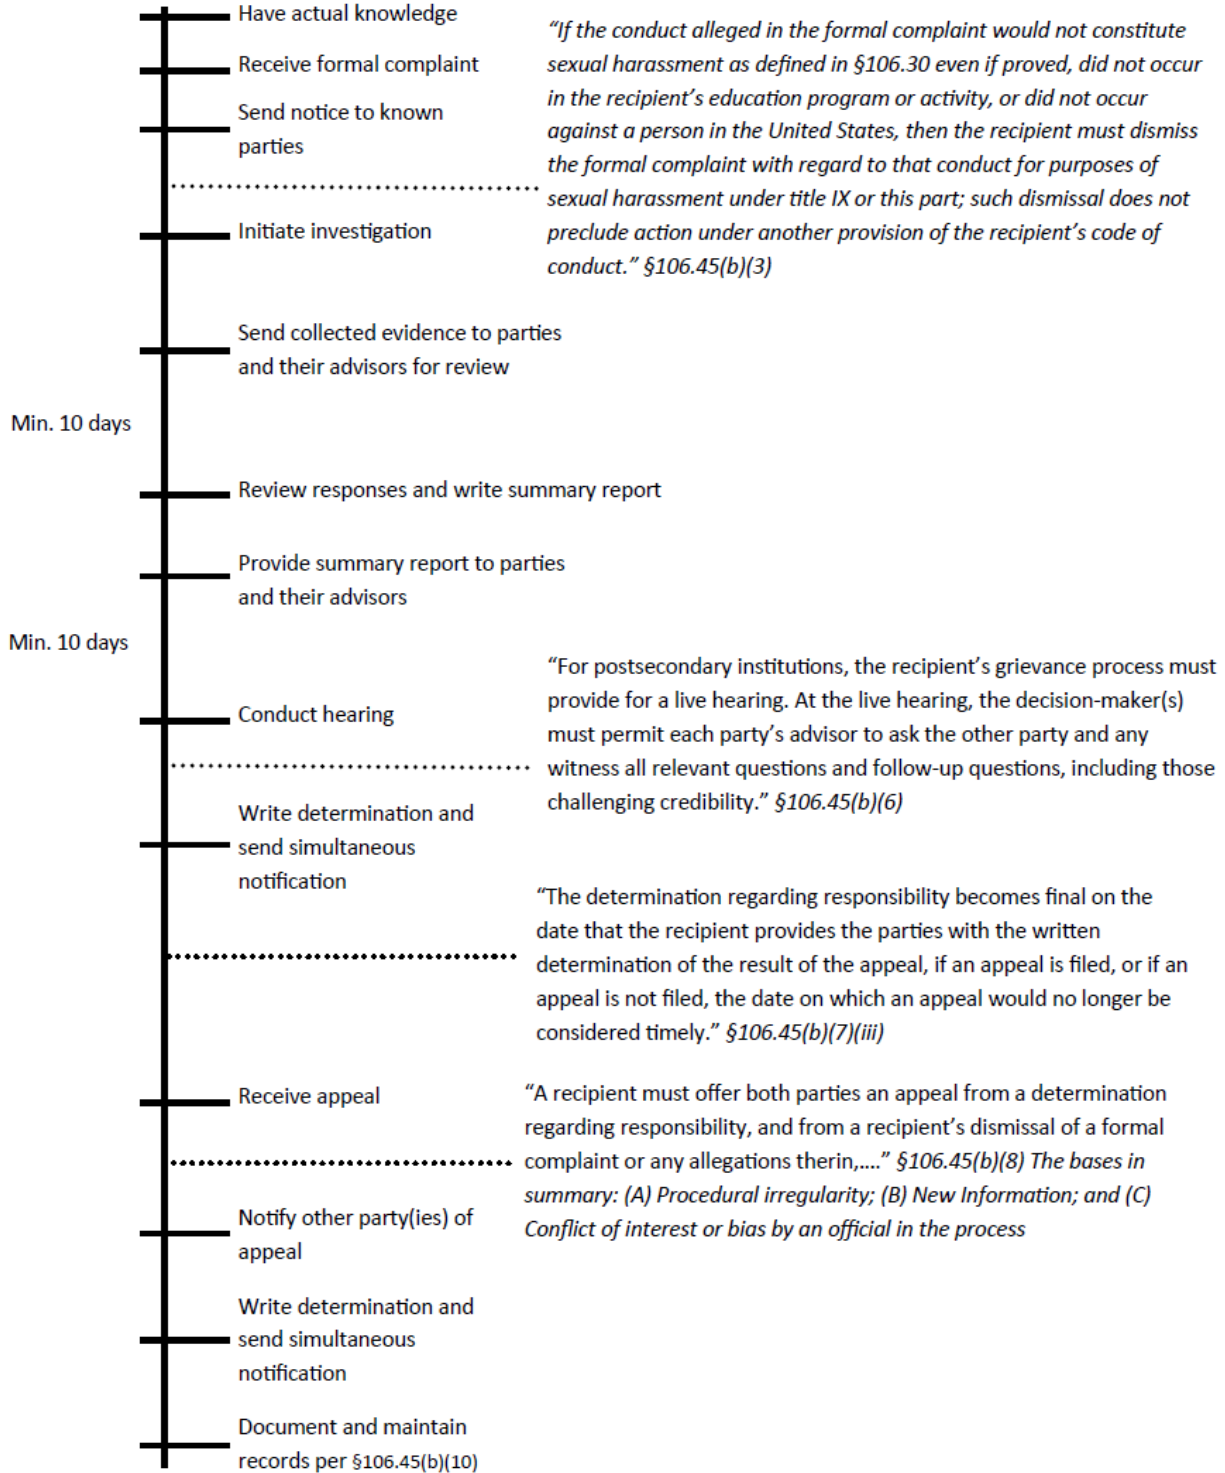 Have actual knowledge
Receive formal complaint
Send notice to known
parties
“If the conduct alleged in the formal complaint would not constitute
sexual harassment as defined in §106.30 even if proved, did not occur
in the recipient’s education program or activity, or did not occur
against a person in the United States, then the recipient must dismiss
the formal complaint with regard to that conduct for purposes of
sexual harassment under title IX or this part; such dismissal does not
preclude action under another provision of the recipient’s code of
conduct.” §106.45(b)(3)
Initiate investigation
Send collected evidence to parties
and their advisors for review
Min. 10 days
Review responses and write summary report
Provide summary report to parties
and their advisors
Min. 10 days
“For postsecondary institutions, the recipient’s grievance process must
provide for a live hearing. At the live hearing, the decision-maker(s)
must permit each party’s advisor to ask the other party and any
witness all relevant questions and follow-up questions, including those
challenging credibility.” §106.45(b)(6)
Conduct hearing
Write determination and
send simultaneous
notification
“The determination regarding responsibility becomes final on the
date that the recipient provides the parties with the written
determination of the result of the appeal, if an appeal is filed, or if an
appeal is not filed, the date on which an appeal would no longer be
considered timely.” §106.45(b)(7)(iii)
Receive appeal
“A recipient must offer both parties an appeal from a determination
regarding responsibility, and from a recipient’s dismissal of a formal
complaint or any allegations therin,....” §106.45(b)(8) The bases in
summary: (A) Procedural irregularity; (B) New Information; and (C)
Conflict of interest or bias by an official in the process
Notify other party(ies) of
appeal
Write determination and
send simultaneous
notification
Document and maintain
records per §106.45(b)(10)